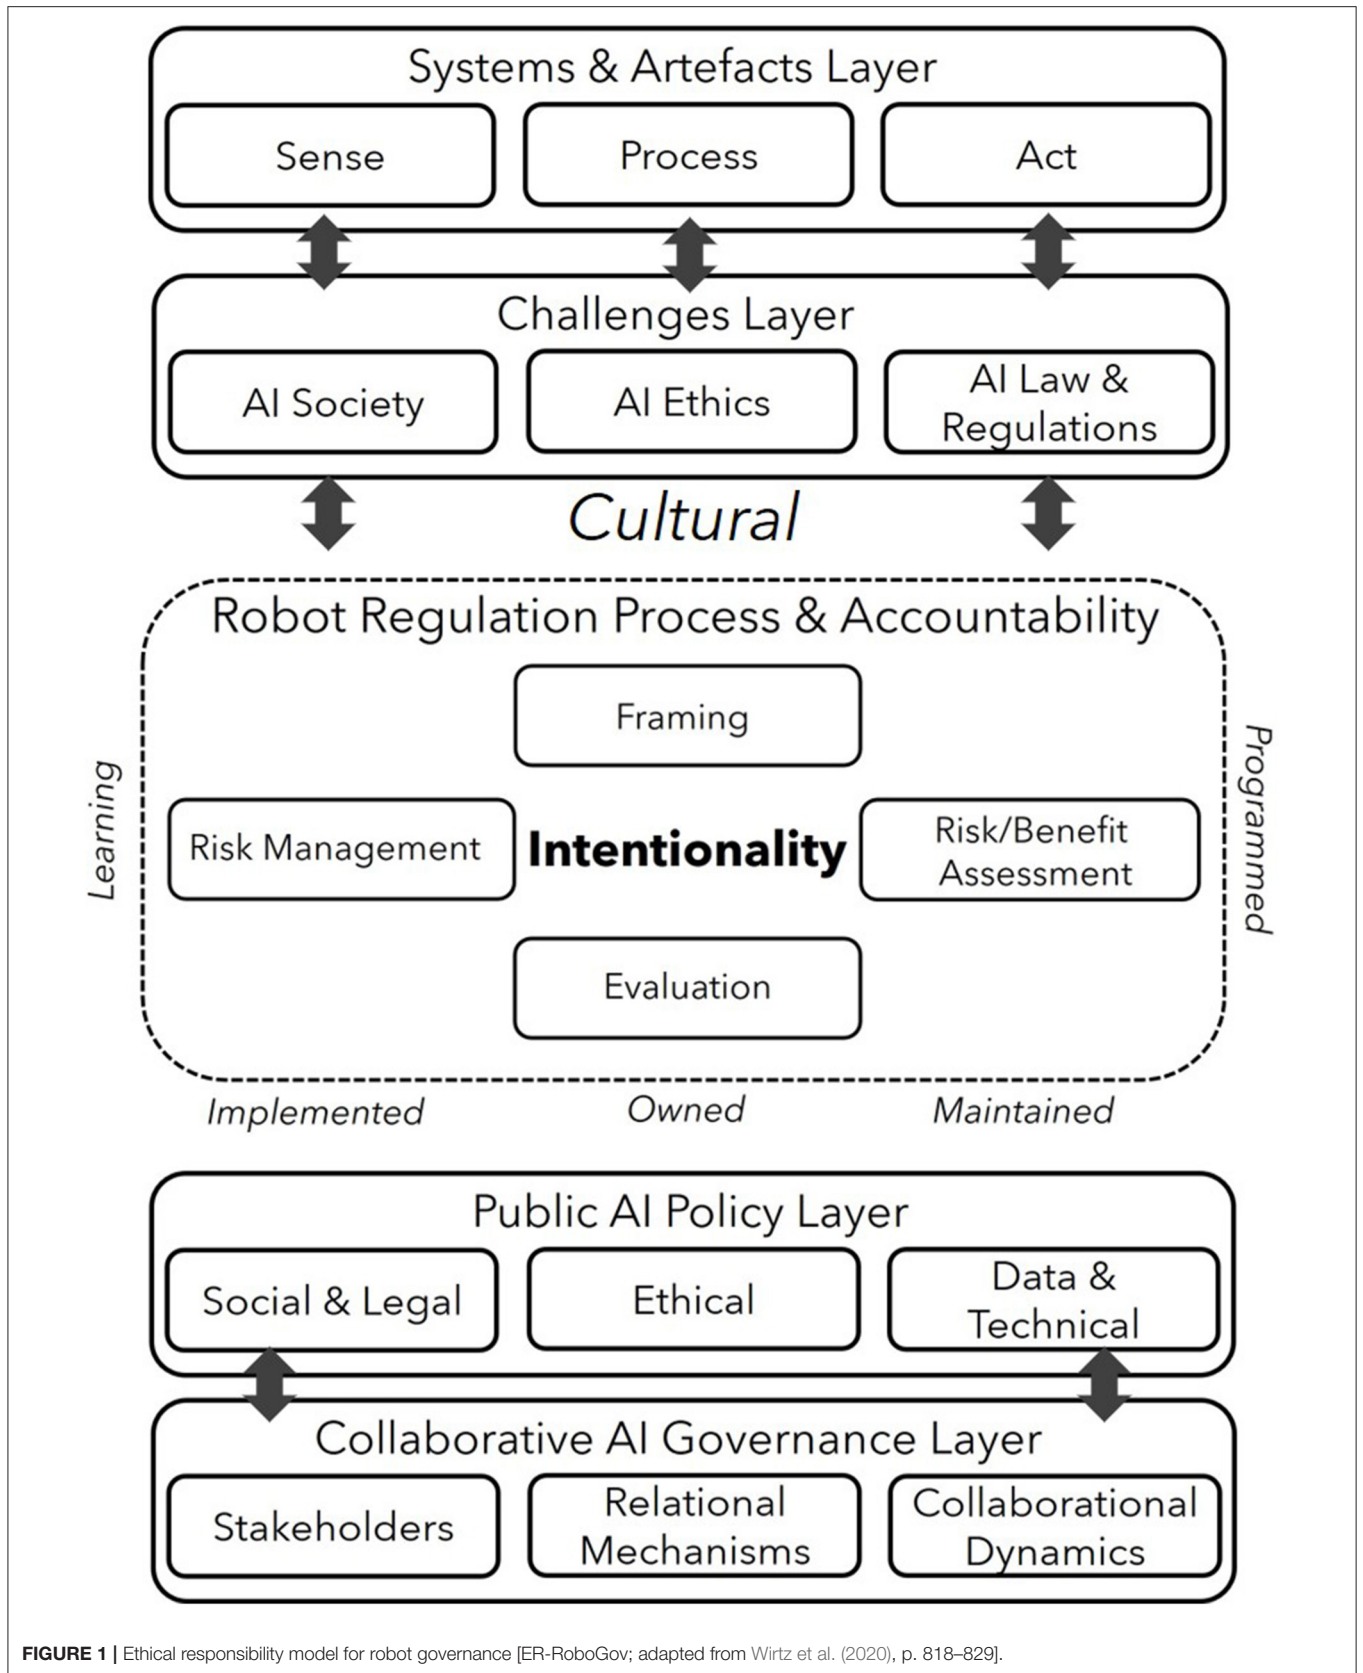 Systems & Artefacts Layer
Sense
Process
Act
Challenges Layer
AI Society
AI Ethics
AI Law &
Regulations
Cultural
Robot Regulation Process & Accountability
Framing
Learning
Risk Management
Intentionality
Risk/Benefit
Assessment
Programmed
Evaluation
Implemented
Owned
Maintained
Public AI Policy Layer
Social & Legal
Ethical
Data &
Technical
Collaborative AI Governance Layer
Stakeholders
Relational
Mechanisms
Collaborational
Dynamics
FIGURE 1 | Ethical responsibility model for robot governance [ER-RoboGov; adapted from Wirtz et al. (2020), p. 818–829].